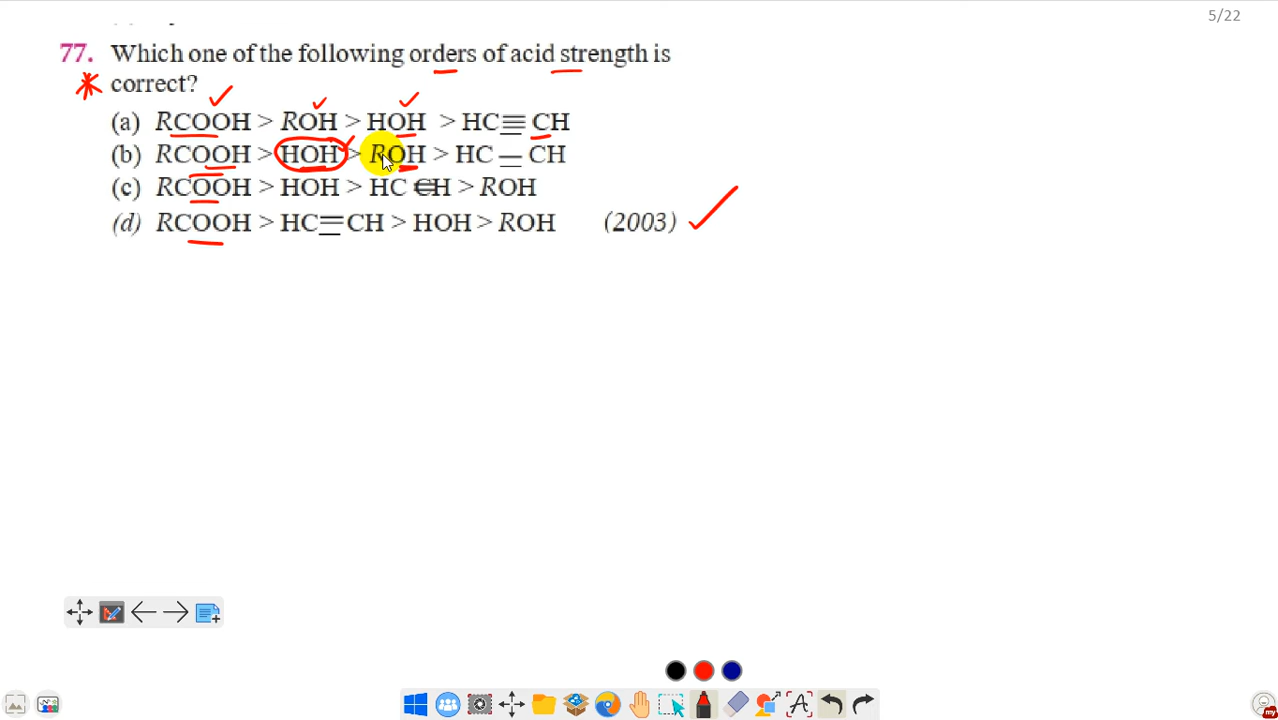 5/22
77. Which one of the following orders of acid strength is
correct?
(a) RCOOH > ROH > HOH > HC≡CH
(b) RCOOH > HOH > ROH > HC≡CH
(c) RCOOH > HOH > HC≡CH > ROH
(d) RCOOH > HC≡CH > HOH > ROH (2003)